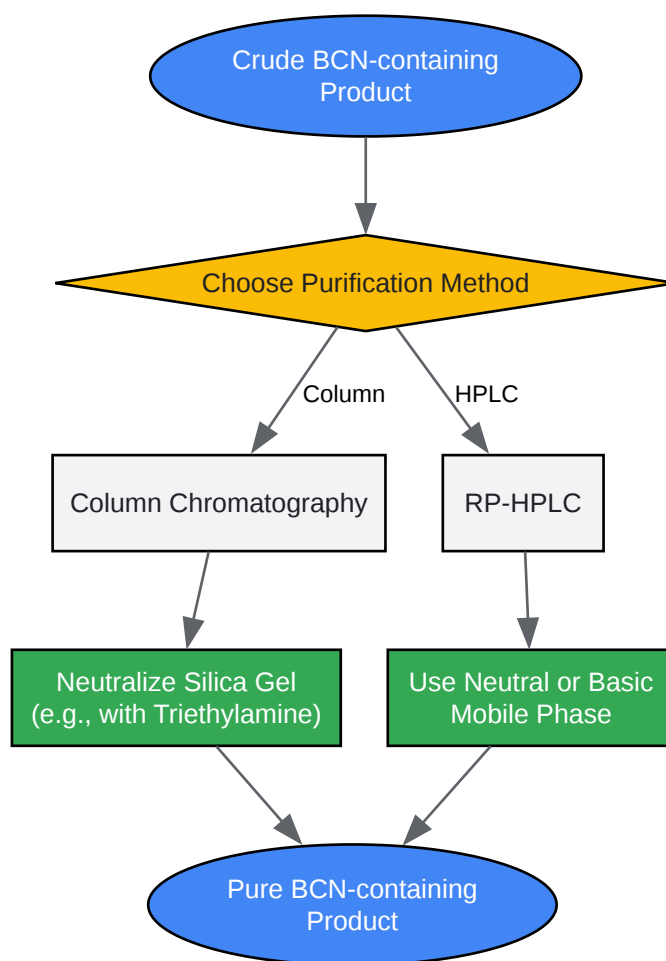 Crude BCN-containing
Product
Choose Purification Method
Column
HPLC
Column Chromatography
RP-HPLC
Neutralize Silica Gel
(e.g., with Triethylamine)
Use Neutral or Basic
Mobile Phase
Pure BCN-containing
Product